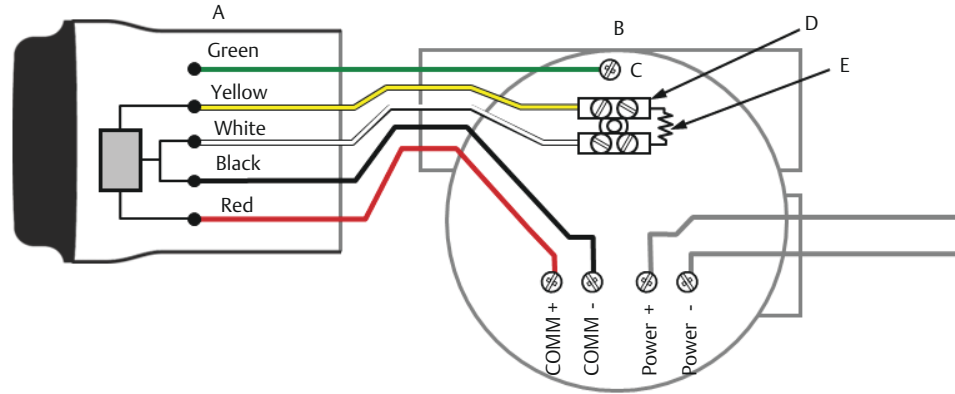 A
B
D
Green
C
E
Yellow
White
Black
Red
COMM +
COMM -
Power +
Power -